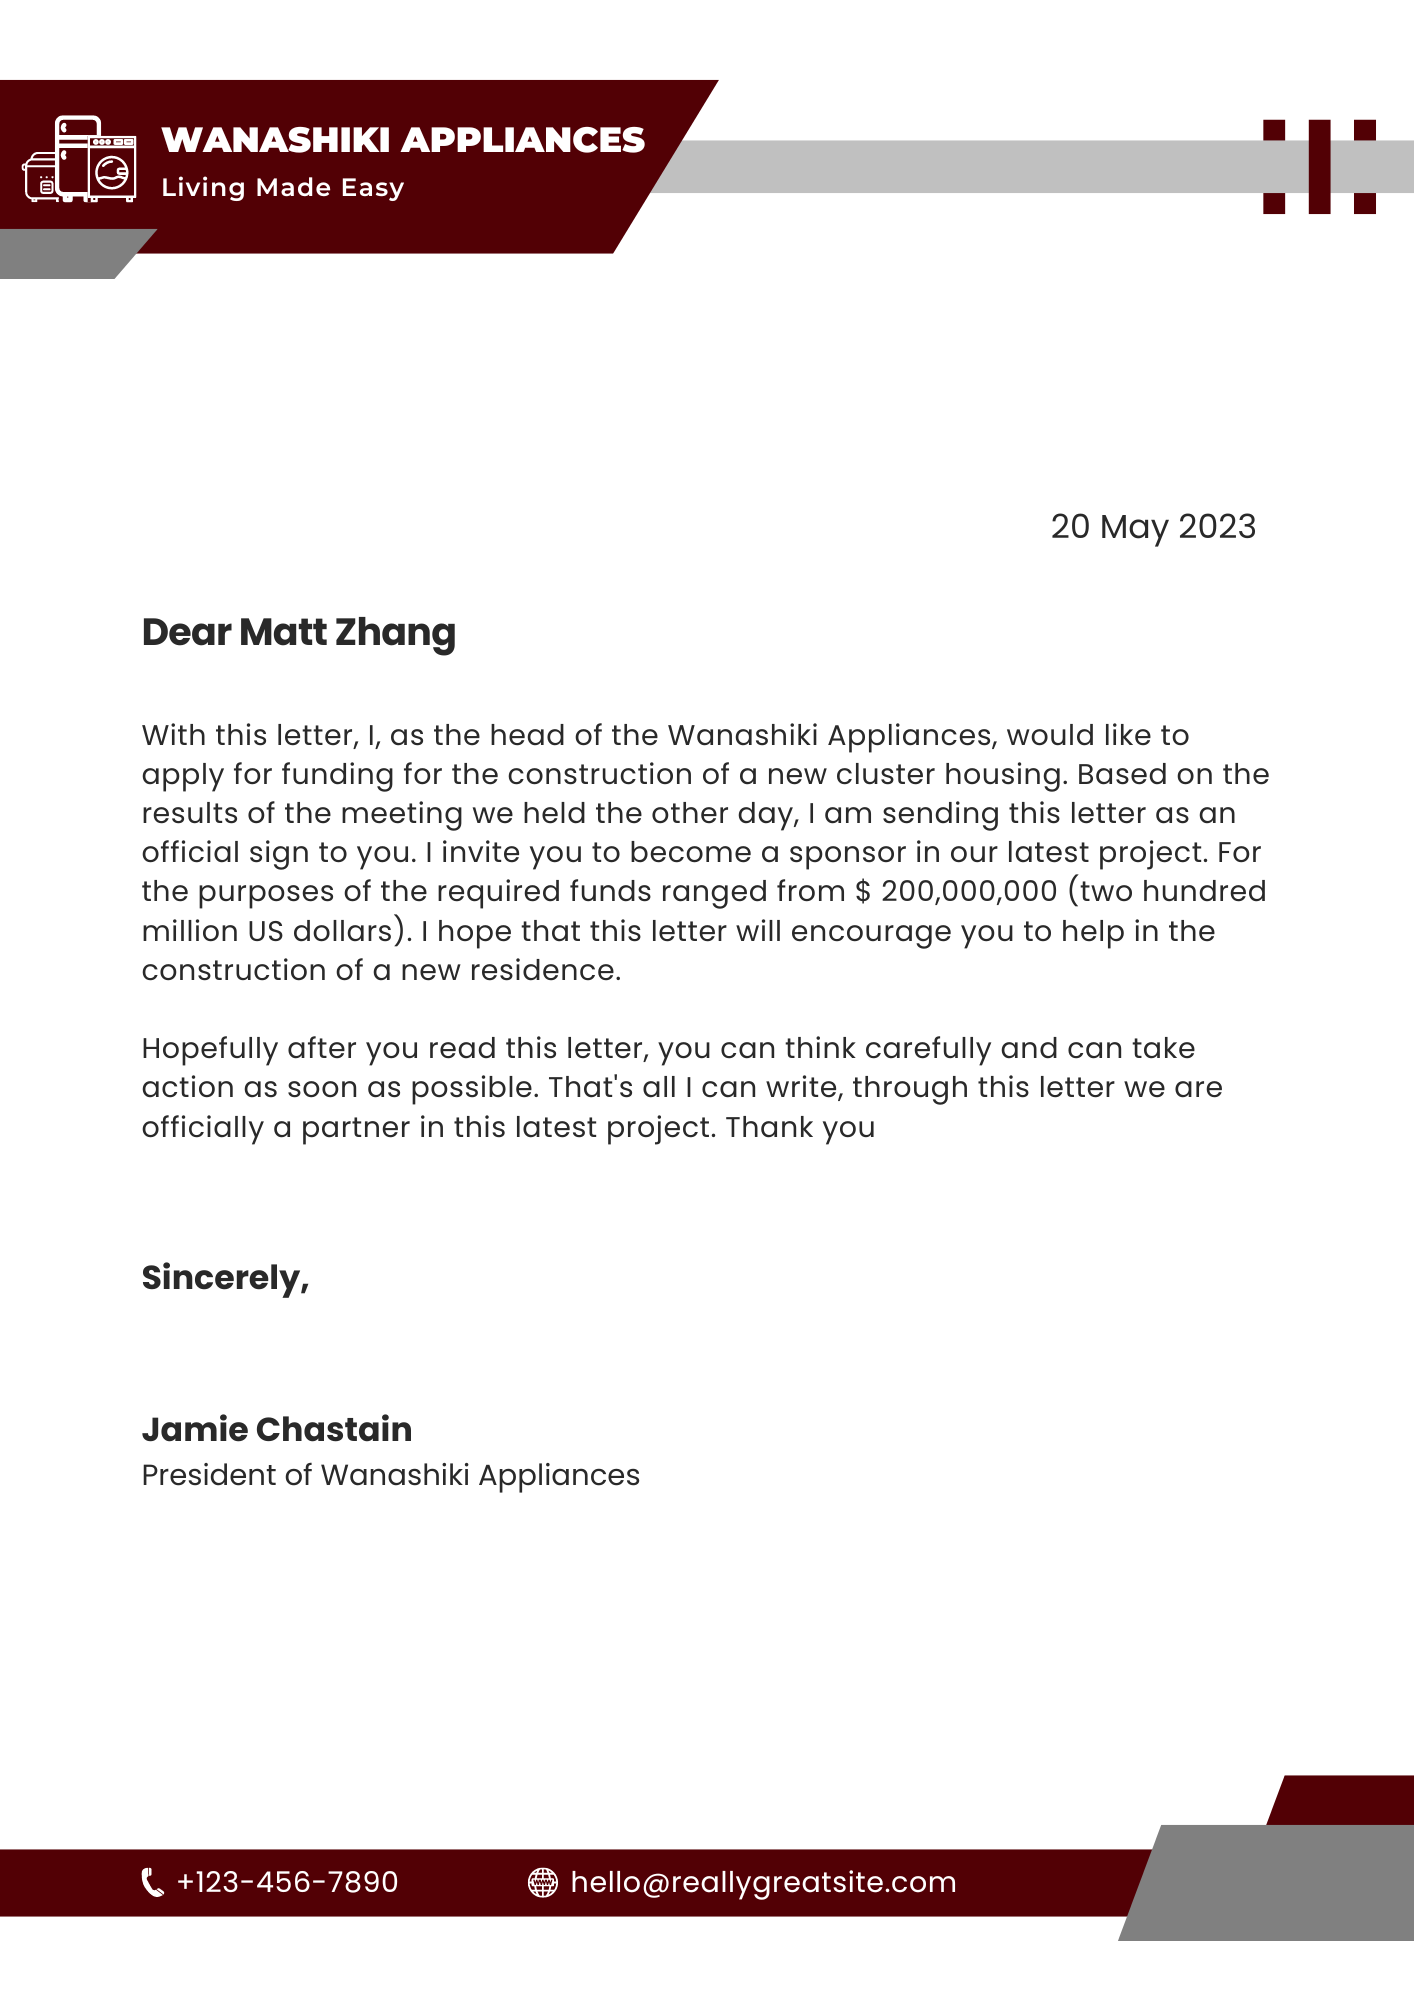 WANASHIKI APPLIANCES
Living Made Easy
20 May 2023
Dear Matt Zhang
With this letter, I, as the head of the Wanashiki Appliances, would like to
apply for funding for the construction of a new cluster housing. Based on the
results of the meeting we held the other day, I am sending this letter as an
official sign to you. I invite you to become a sponsor in our latest project. For
the purposes of the required funds ranged from $ 200,000,000 (two hundred
million US dollars). I hope that this letter will encourage you to help in the
construction of a new residence.
Hopefully after you read this letter, you can think carefully and can take
action as soon as possible. That's all I can write, through this letter we are
officially a partner in this latest project. Thank you
Sincerely,
Jamie Chastain
President of Wanashiki Appliances
+123-456-7890
hello@reallygreatsite.com